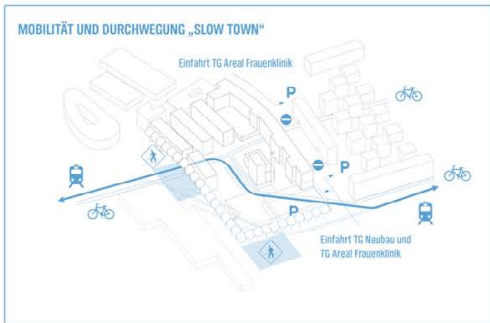 MOBILITÄT UND DURCHWEGUNG „SLOW TOWN“
Einfahrt TG Areal Frauenklinik
P
P
P
Einfahrt TG Neubau und
TG Areal Frauenklinik